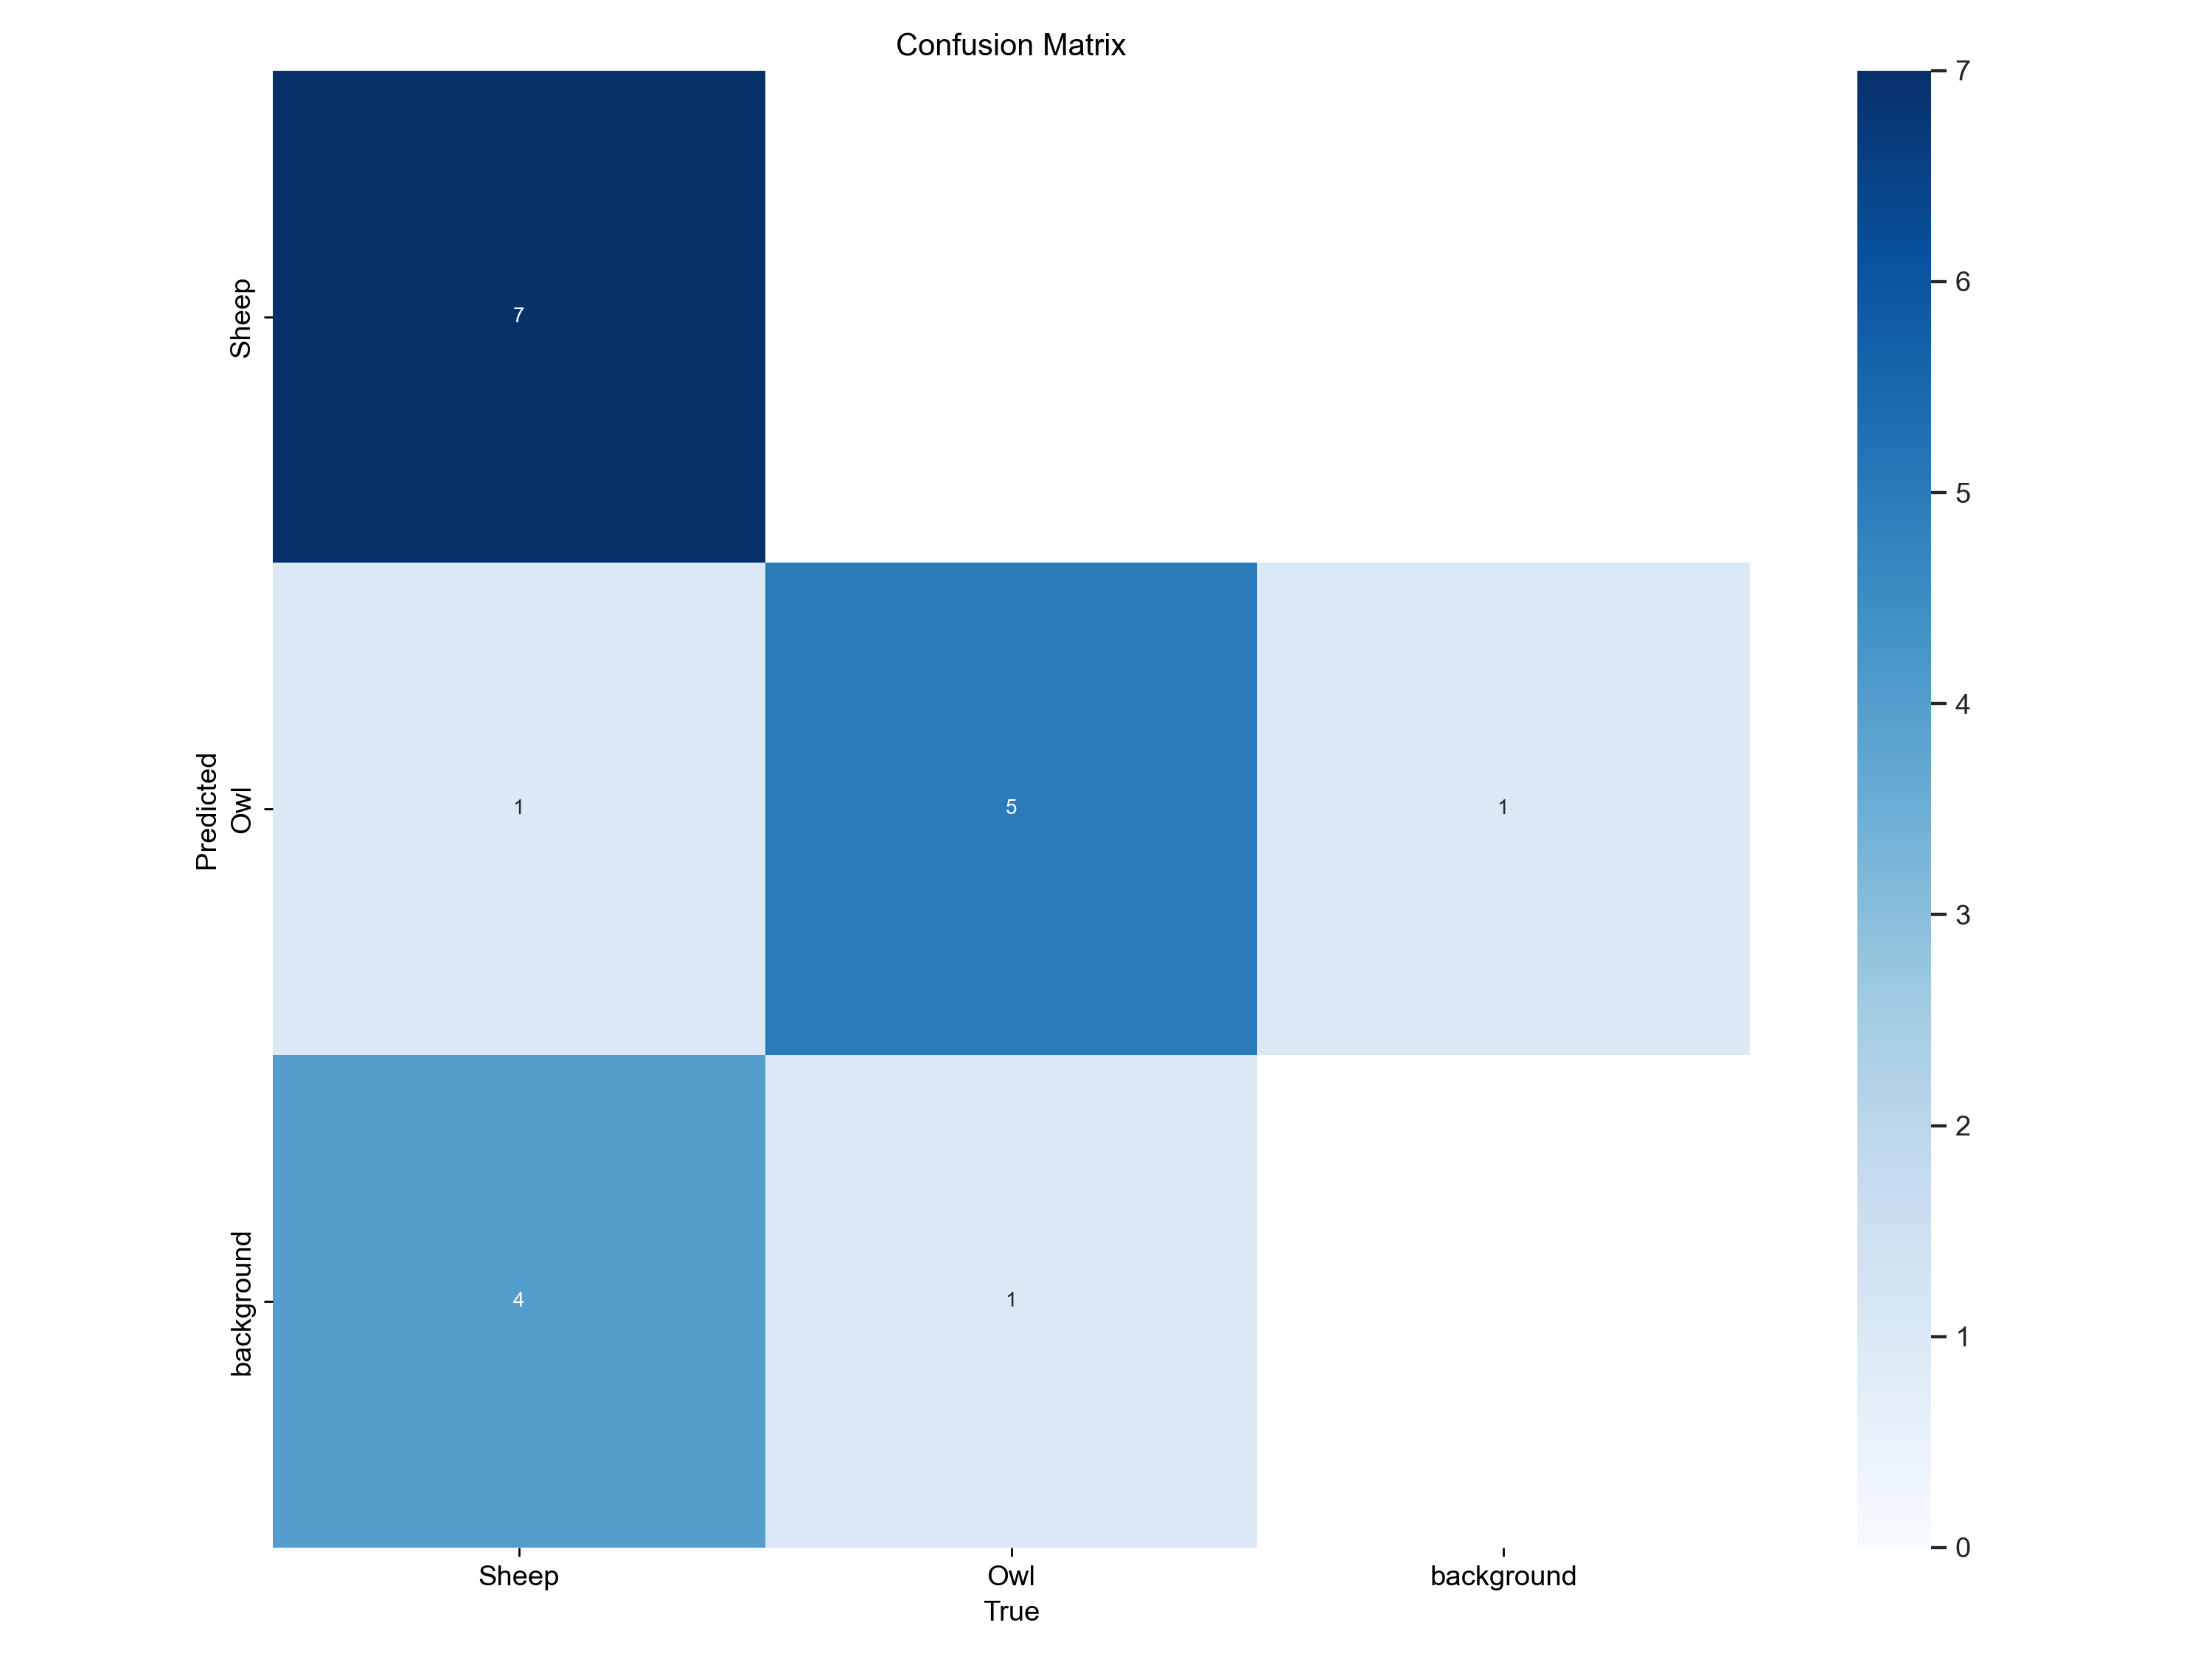 Confusion Matrix
7
6
5
4
3
2
1
0
Predicted
Sheep
Owl
background
7
1
5
1
4
1
Sheep
Owl
background
True